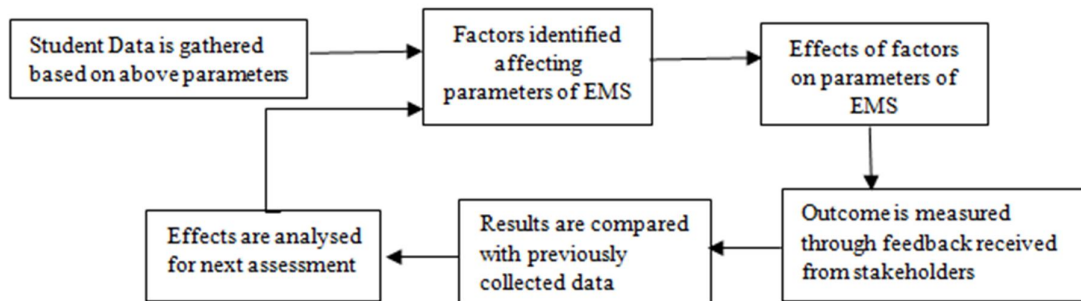 Student Data is gathered
based on above parameters
Factors identified
affecting
parameters of EMS
Effects of factors
on parameters of
EMS
Outcome is measured
through feedback received
from stakeholders
Results are compared
with previously
collected data
Effects are analysed
for next assessment